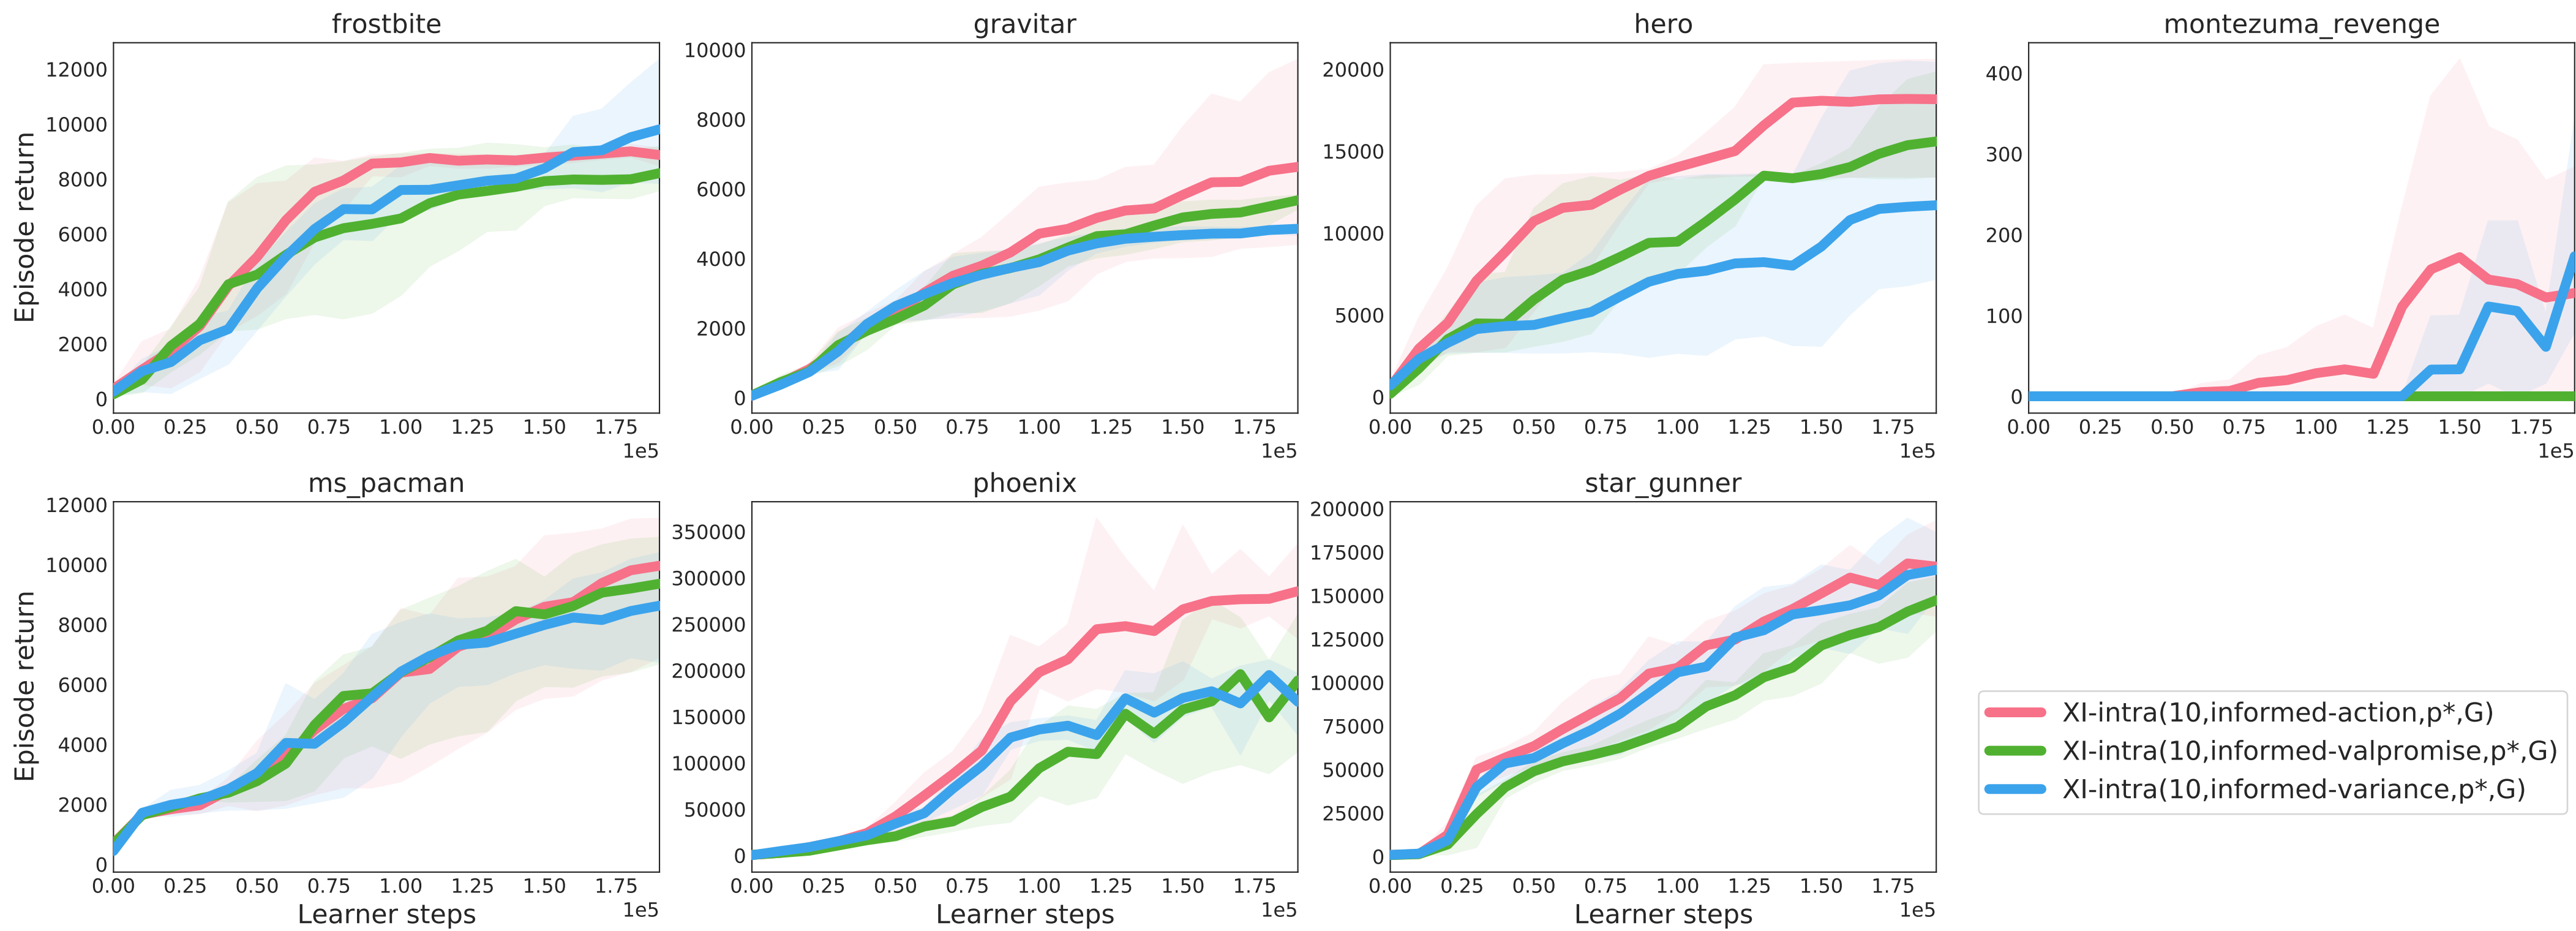 frostbite
gravitar
hero
montezuma_revenge
Episode return
12000
10000
8000
6000
4000
2000
0
0.00 0.25 0.50 0.75 1.00 1.25 1.50 1.75
1e5
10000
8000
6000
4000
2000
0
0.00 0.25 0.50 0.75 1.00 1.25 1.50 1.75
1e5
20000
15000
10000
5000
0
0.00 0.25 0.50 0.75 1.00 1.25 1.50 1.75
1e5
400
300
200
100
0
0.00 0.25 0.50 0.75 1.00 1.25 1.50 1.75
1e5
ms_pacman
phoenix
star_gunner
Episode return
12000
10000
8000
6000
4000
2000
0
0.00 0.25 0.50 0.75 1.00 1.25 1.50 1.75
1e5
Learner steps
350000
300000
250000
200000
150000
100000
50000
0
0.00 0.25 0.50 0.75 1.00 1.25 1.50 1.75
1e5
Learner steps
200000
175000
150000
125000
100000
75000
50000
25000
0
0.00 0.25 0.50 0.75 1.00 1.25 1.50 1.75
1e5
Learner steps
XI-intra(10,informed-action,p*,G)
XI-intra(10,informed-valpromise,p*,G)
XI-intra(10,informed-variance,p*,G)